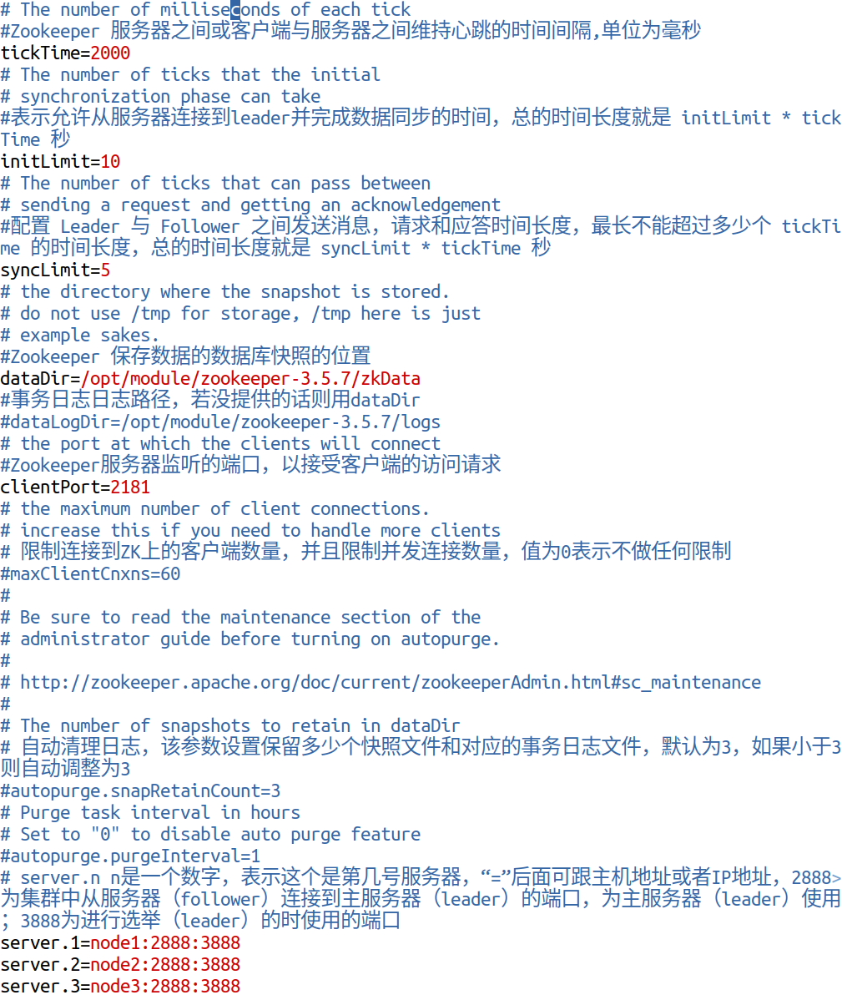 # The number of milliseconds of each tick
#Zookeeper 服务器之间或客户端与服务器之间维持心跳的时间间隔,单位为毫秒
tickTime=2000
# The number of ticks that the initial
# synchronization phase can take
#表示允许从服务器连接到leader并完成数据同步的时间，总的时间长度就是 initLimit * tick
Time 秒
initLimit=10
# The number of ticks that can pass between
# sending a request and getting an acknowledgement
#配置 Leader 与 Follower 之间发送消息，请求和应答时间长度，最长不能超过多少个 tickTi
me 的时间长度，总的时间长度就是 syncLimit * tickTime 秒
syncLimit=5
# the directory where the snapshot is stored.
# do not use /tmp for storage, /tmp here is just
# example sakes.
#Zookeeper 保存数据的数据库快照的位置
dataDir=/opt/module/zookeeper-3.5.7/zkData
#事务日志日志路径，若没提供的话则用dataDir
#dataLogDir=/opt/module/zookeeper-3.5.7/logs
# the port at which the clients will connect
#Zookeeper服务器监听的端口，以接受客户端的访问请求
clientPort=2181
# the maximum number of client connections.
# increase this if you need to handle more clients
# 限制连接到ZK上的客户端数量，并且限制并发连接数量，值为0表示不做任何限制
#maxClientCnxns=60
#
# Be sure to read the maintenance section of the
# administrator guide before turning on autopurge.
#
# http://zookeeper.apache.org/doc/current/zookeeperAdmin.html#sc_maintenance
#
# The number of snapshots to retain in dataDir
# 自动清理日志，该参数设置保留多少个快照文件和对应的事务日志文件，默认为3，如果小于3
则自动调整为3
#autopurge.snapRetainCount=3
# Purge task interval in hours
# Set to "0" to disable auto purge feature
#autopurge.purgeInterval=1
# server.n n是一个数字，表示这个是第几号服务器，“=”后面可跟主机地址或者IP地址，2888>
为集群中从服务器（follower）连接到主服务器（leader）的端口，为主服务器（leader）使用
；3888为进行选举（leader）的时使用的端口
server.1=node1:2888:3888
server.2=node2:2888:3888
server.3=node3:2888:3888